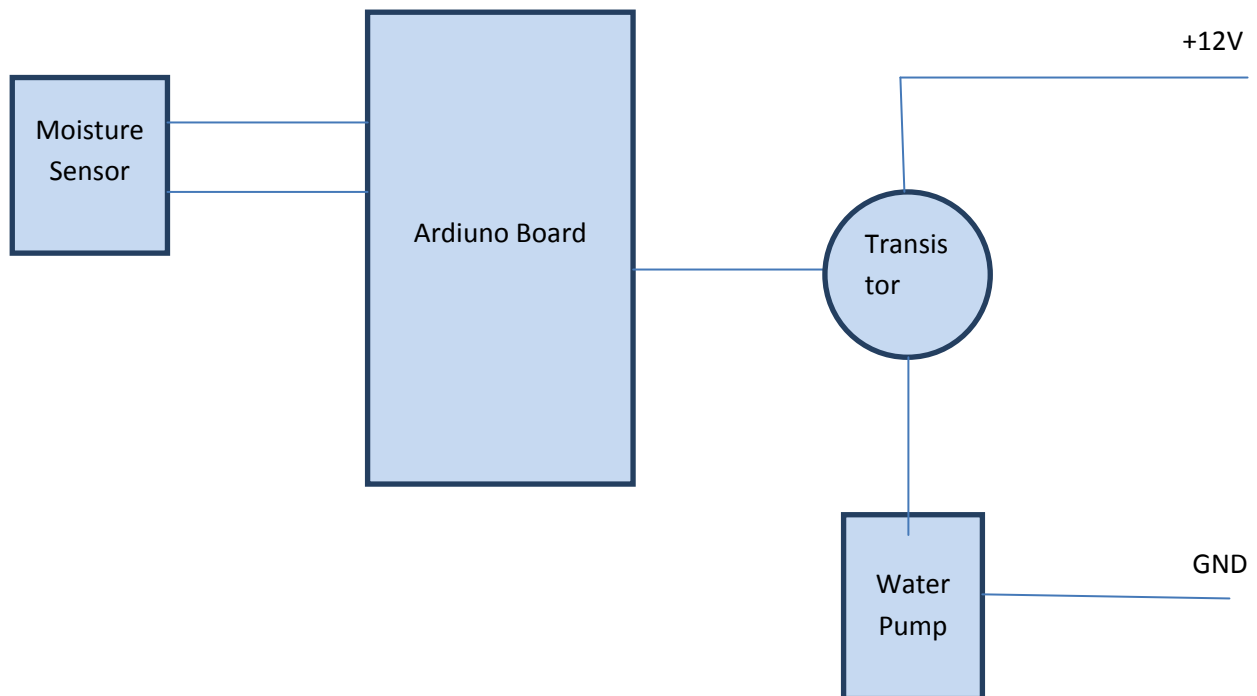 +12V
Moisture
Sensor
Ardiuno Board
Transis
tor
GND
Water
Pump